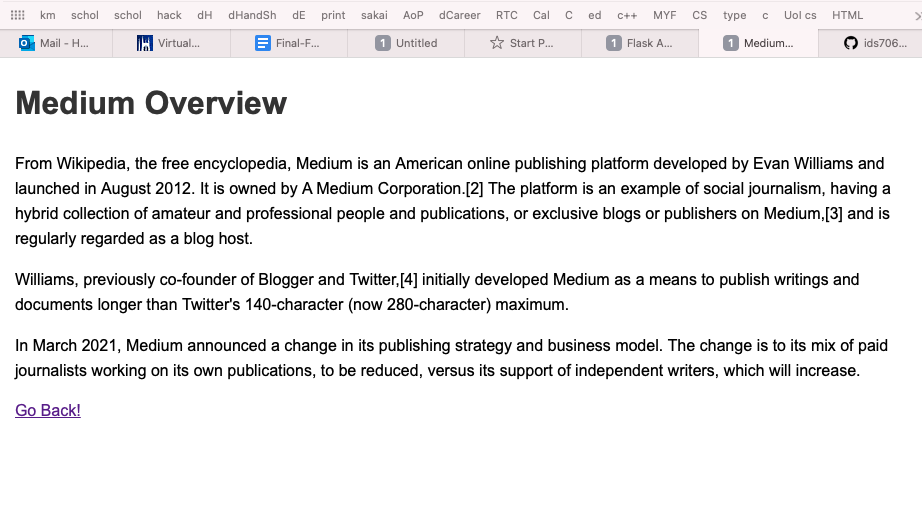 km schol schol hack dH dHandSh dE print sakai AoP dCareer RTC Cal C ed c++ MYF CS type c UoI cs HTML
Mail - H... Virtual... Final-F... 1 Untitled Start P... 1 Flask A... 1 Medium... ids706...
Medium Overview
From Wikipedia, the free encyclopedia, Medium is an American online publishing platform developed by Evan Williams and
launched in August 2012. It is owned by A Medium Corporation.[2] The platform is an example of social journalism, having a
hybrid collection of amateur and professional people and publications, or exclusive blogs or publishers on Medium,[3] and is
regularly regarded as a blog host.
Williams, previously co-founder of Blogger and Twitter,[4] initially developed Medium as a means to publish writings and
documents longer than Twitter's 140-character (now 280-character) maximum.
In March 2021, Medium announced a change in its publishing strategy and business model. The change is to its mix of paid
journalists working on its own publications, to be reduced, versus its support of independent writers, which will increase.
Go Back!